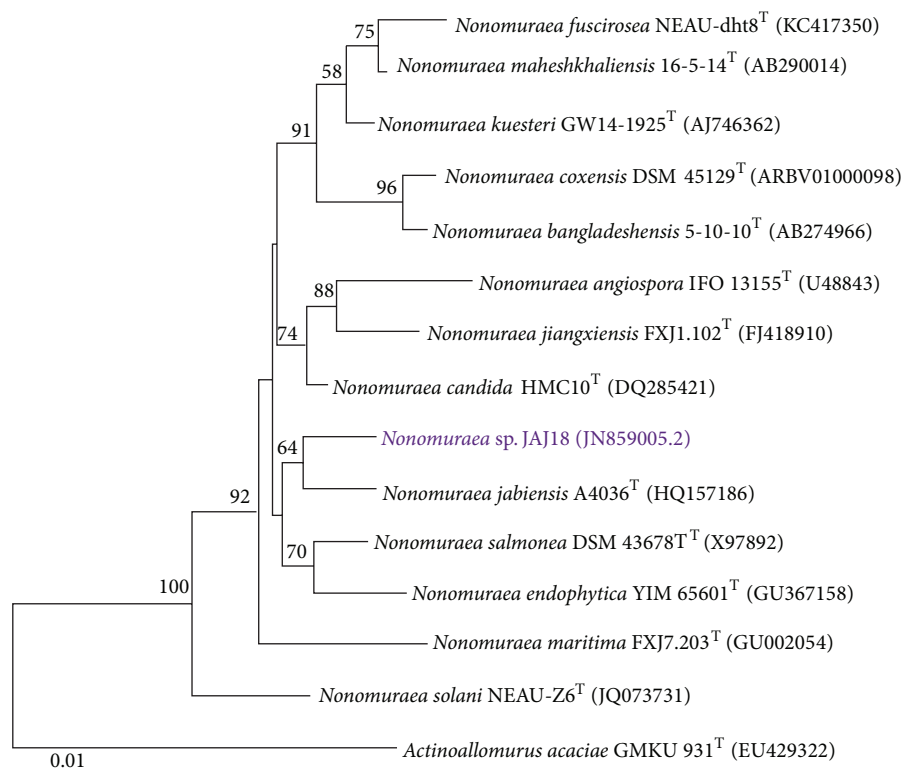 75
Nonomuraea fuscirosea NEAU-dht8ᵀ (KC417350)
Nonomuraea maheshkhaliensis 16-5-14ᵀ (AB290014)
58
Nonomuraea kuesteri GW14-1925ᵀ (AJ746362)
91
Nonomuraea coxensis DSM 45129ᵀ (ARBV01000098)
96
Nonomuraea bangladeshensis 5-10-10ᵀ (AB274966)
Nonomuraea angiospora IFO 13155ᵀ (U48843)
88
Nonomuraea jiangxiensis FXJ1.102ᵀ (FJ418910)
74
Nonomuraea candida HMC10ᵀ (DQ285421)
Nonomuraea sp. JAJ18 (JN859005.2)
64
Nonomuraea jabiensis A4036ᵀ (HQ157186)
92
Nonomuraea salmonea DSM 43678Tᵀ (X97892)
70
Nonomuraea endophytica YIM 65601ᵀ (GU367158)
100
Nonomuraea maritima FXJ7.203ᵀ (GU002054)
Nonomuraea solani NEAU-Z6ᵀ (JQ073731)
Actinoallomurus acaciae GMKU 931ᵀ (EU429322)
0.01